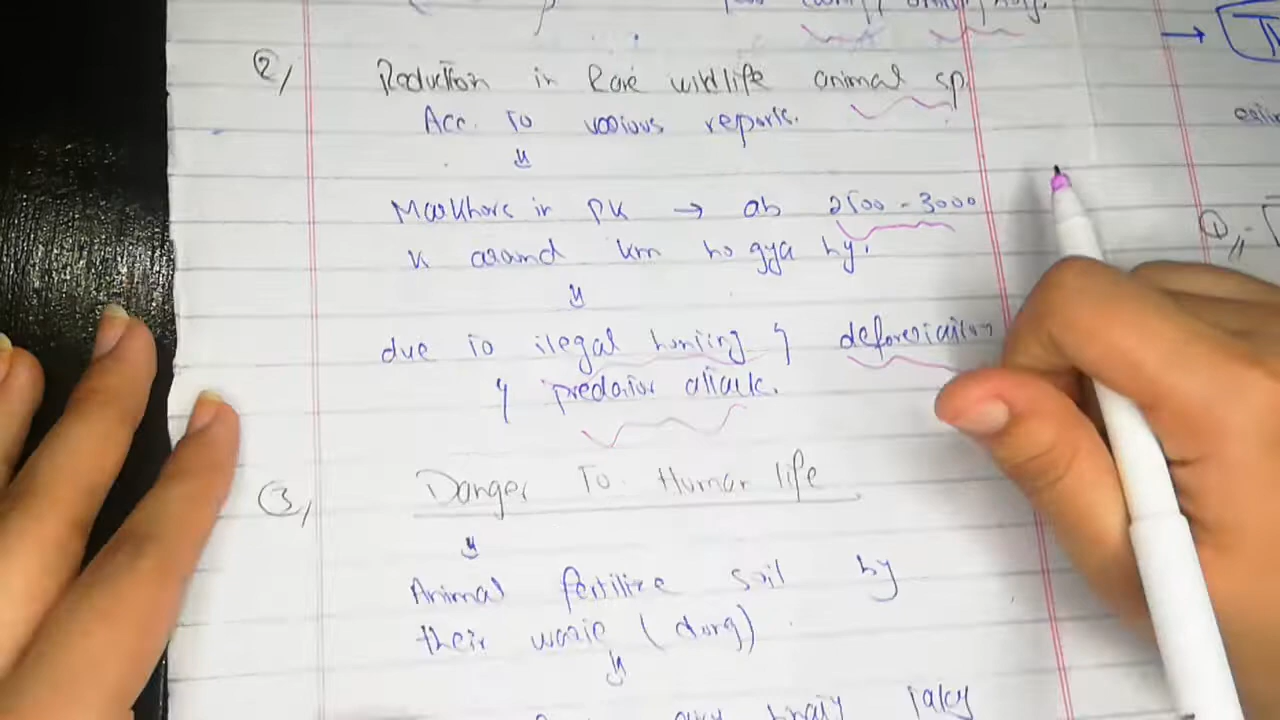 2, Reduction in Rare wildlife animal sp.
Acc. To various reports.
Markhors in PK → ab 2500 - 3000
k around km ho gya hy.
due to ilegal hunting & deforestation
& predator attack.
3, Danger To Human life
Animal fertilize soil by
their waste (dung)
1,